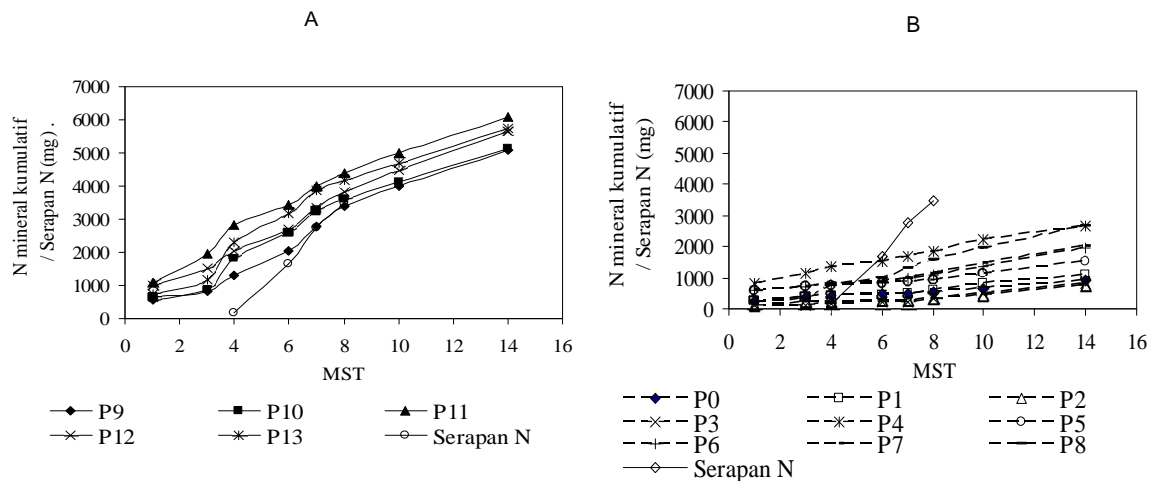 A
B
N mineral kumulatif
/ Serapan N (mg) .
7000
6000
5000
4000
3000
2000
1000
0
0 2 4 6 8 10 12 14 16
MST
P9 P10 P11
P12 P13 Serapan N
N mineral kumulatif
/ Serapan N (mg)
7000
6000
5000
4000
3000
2000
1000
0
0 2 4 6 8 10 12 14 16
MST
P0 P1 P2
P3 P4 P5
P6 P7 P8
Serapan N